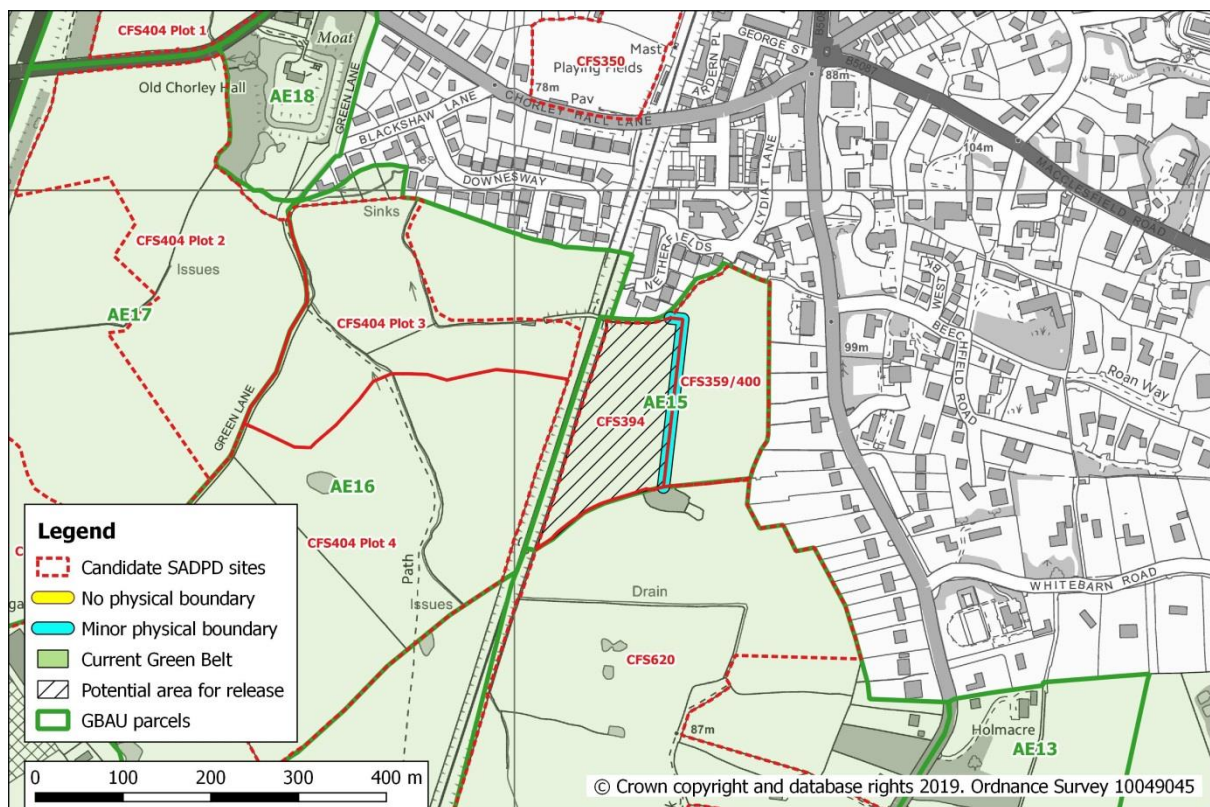 CFS404 Plot 1
Moat
Old Chorley Hall
AE18
GREEN LANE
BLACKSHAW LANE
CFS350
Playing Fields
Mast
Pav
78m
CHORLEY HALL LANE
GEORGE ST
ARDERN PL
B5087
88m
104m
MACCLESFIELD ROAD
DOWNESWAY
LYDIAT LANE
Iss
Sinks
NETHERFIELDS
CFS404 Plot 2
Issues
AE17
CFS404 Plot 3
GREEN LANE
CFS359/400
AE15
CFS394
99m
WEST BK
BEECHFIELD ROAD
Roan Way
AE16
CFS404 Plot 4
Path
Issues
Drain
CFS620
WHITEBARN ROAD
87m
Holmacre
AE13
Legend
Candidate SADPD sites
No physical boundary
Minor physical boundary
Current Green Belt
Potential area for release
GBAU parcels
0 100 200 300 400 m
© Crown copyright and database rights 2019. Ordnance Survey 10049045